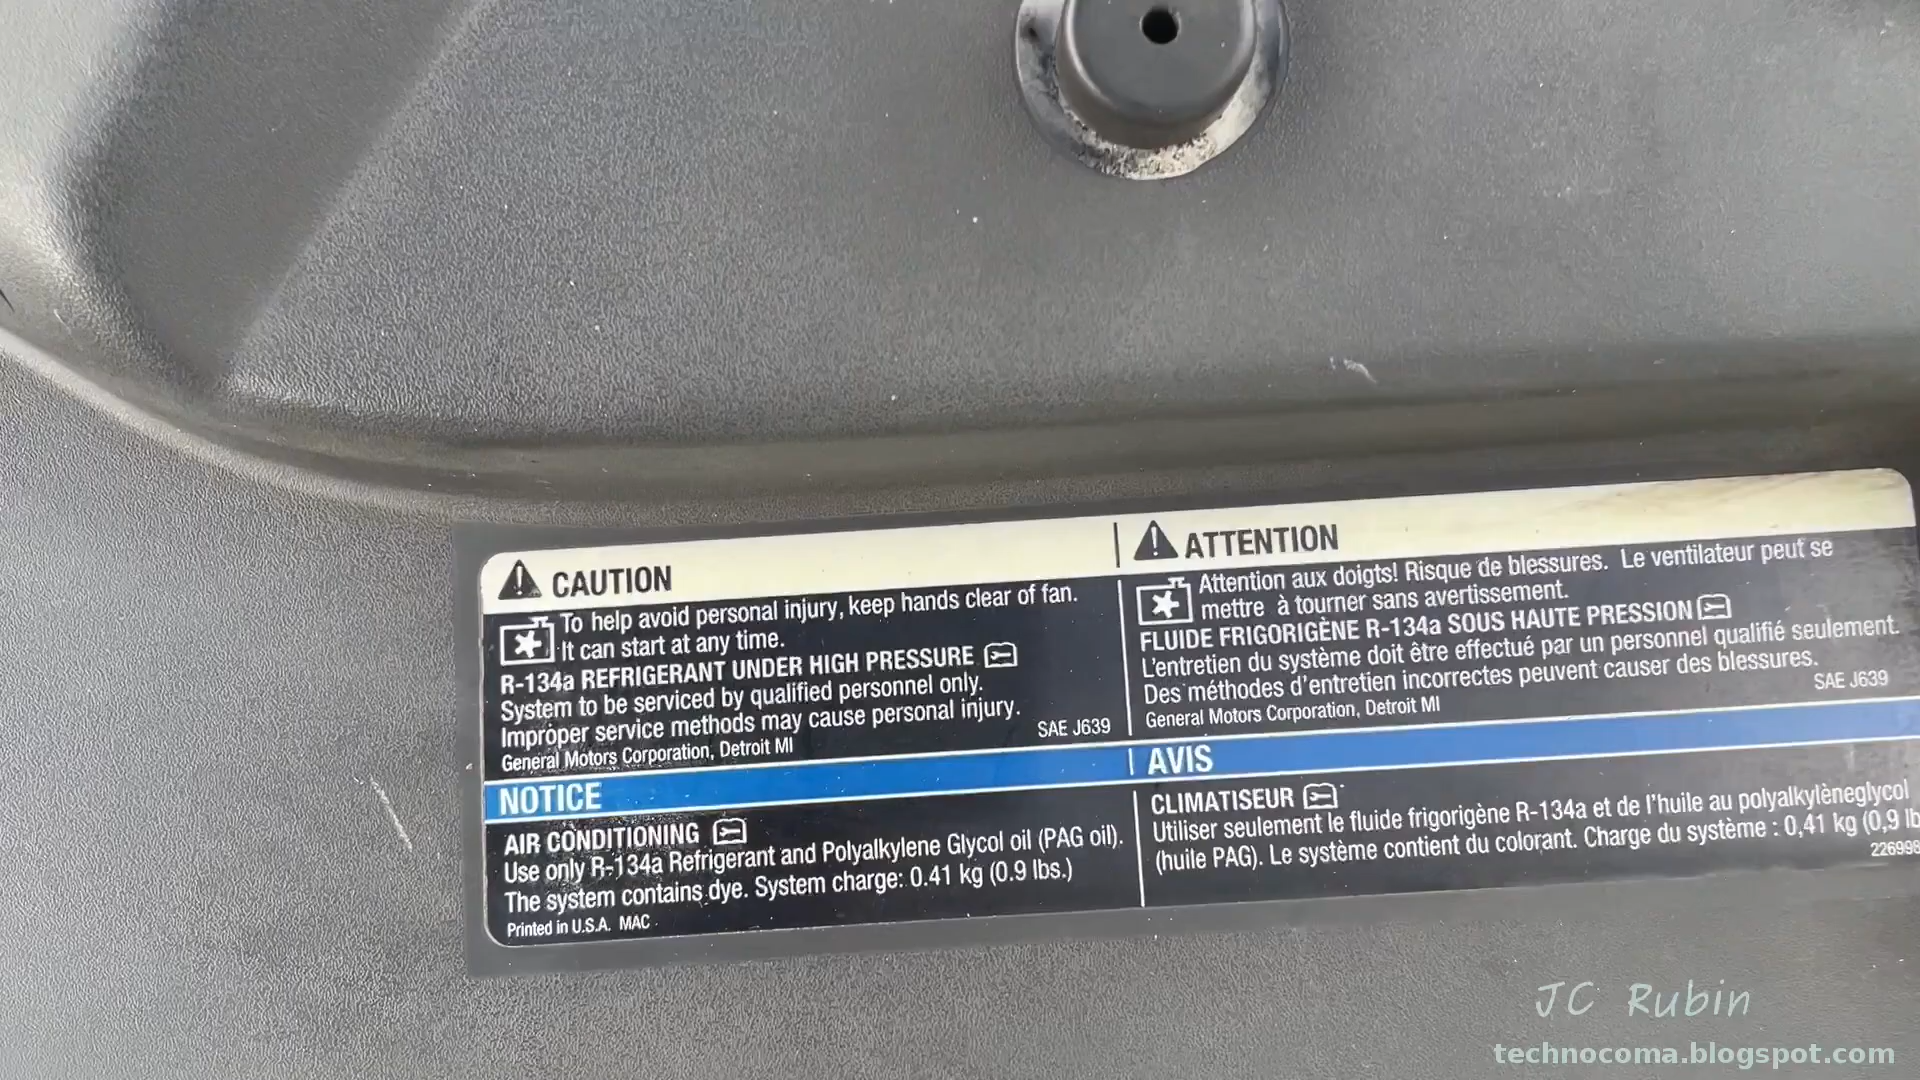 CAUTION
To help avoid personal injury, keep hands clear of fan.
It can start at any time.
R-134a REFRIGERANT UNDER HIGH PRESSURE
System to be serviced by qualified personnel only.
Improper service methods may cause personal injury.
General Motors Corporation, Detroit MI
SAE J639
ATTENTION
Attention aux doigts! Risque de blessures. Le ventilateur peut se
mettre à tourner sans avertissement.
FLUIDE FRIGORIGÈNE R-134a SOUS HAUTE PRESSION
L'entretien du système doit être effectué par un personnel qualifié seulement.
Des méthodes d'entretien incorrectes peuvent causer des blessures.
SAE J639
General Motors Corporation, Detroit MI
NOTICE
AIR CONDITIONING
Use only R-134a Refrigerant and Polyalkylene Glycol oil (PAG oil).
The system contains dye. System charge: 0.41 kg (0.9 lbs.)
Printed in U.S.A. MAC
AVIS
CLIMATISEUR
Utiliser seulement le fluide frigorigène R-134a et de l'huile au polyalkylèneglycol
(huile PAG). Le système contient du colorant. Charge du système : 0,41 kg (0,9 lb
226998
JC Rubin
technocoma.blogspot.com